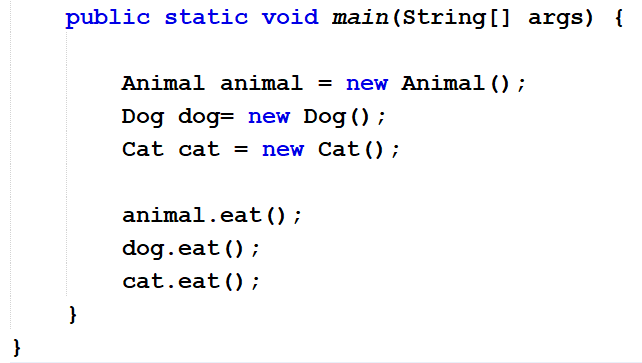 public static void main(String[] args) {
Animal animal = new Animal();
Dog dog= new Dog();
Cat cat = new Cat();
animal.eat();
dog.eat();
cat.eat();
}
}